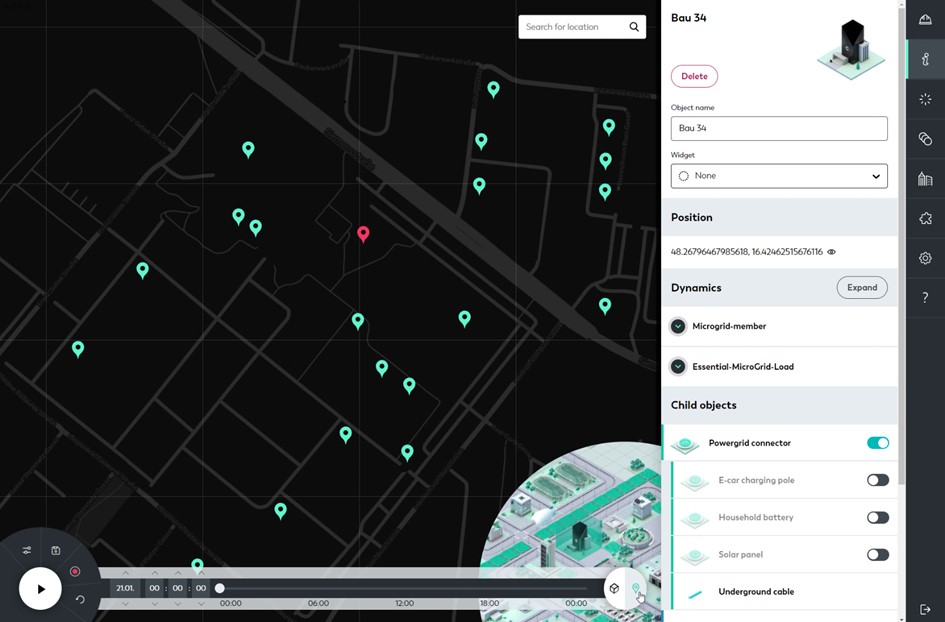 Search for location
Bau 34
Delete
Object name
Bau 34
Widget
None
Position
48.26796467985618, 16.42462515676116
Dynamics
Expand
Microgrid-member
Essential-MicroGrid-Load
Child objects
Powergrid connector
E-car charging pole
Household battery
Solar panel
Underground cable
21.01. 00 : 00 : 00
00:00 06:00 12:00 18:00 00:00
?